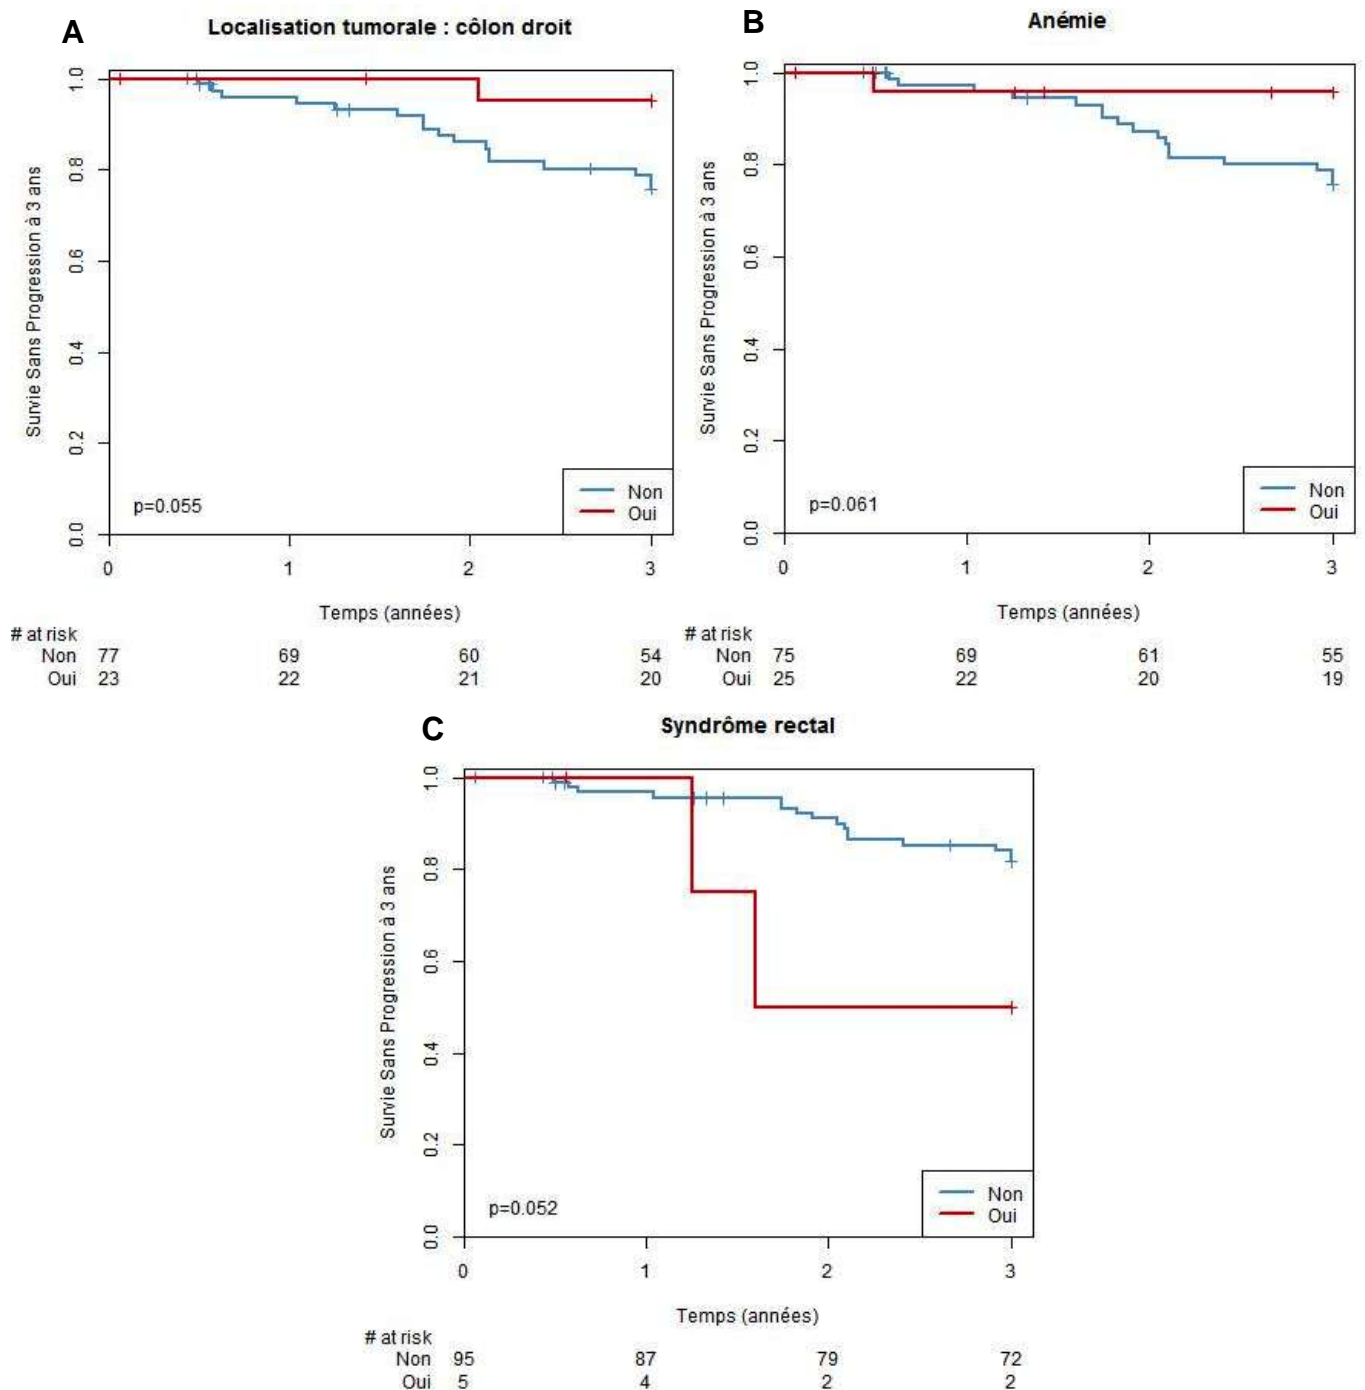 A
Localisation tumorale : côlon droit
Survie Sans Progression à 3 ans
1.0
0.8
0.6
0.4
0.2
0.0
p=0.055
Non
Oui
0 1 2 3
Temps (années)
# at risk
Non 77 69 60 54
Oui 23 22 21 20
B
Anémie
Survie Sans Progression à 3 ans
1.0
0.8
0.6
0.4
0.2
0.0
p=0.061
Non
Oui
0 1 2 3
Temps (années)
# at risk
Non 75 69 61 55
Oui 25 22 20 19
C
Syndrôme rectal
Survie Sans Progression à 3 ans
1.0
0.8
0.6
0.4
0.2
0.0
p=0.052
Non
Oui
0 1 2 3
Temps (années)
# at risk
Non 95 87 79 72
Oui 5 4 2 2